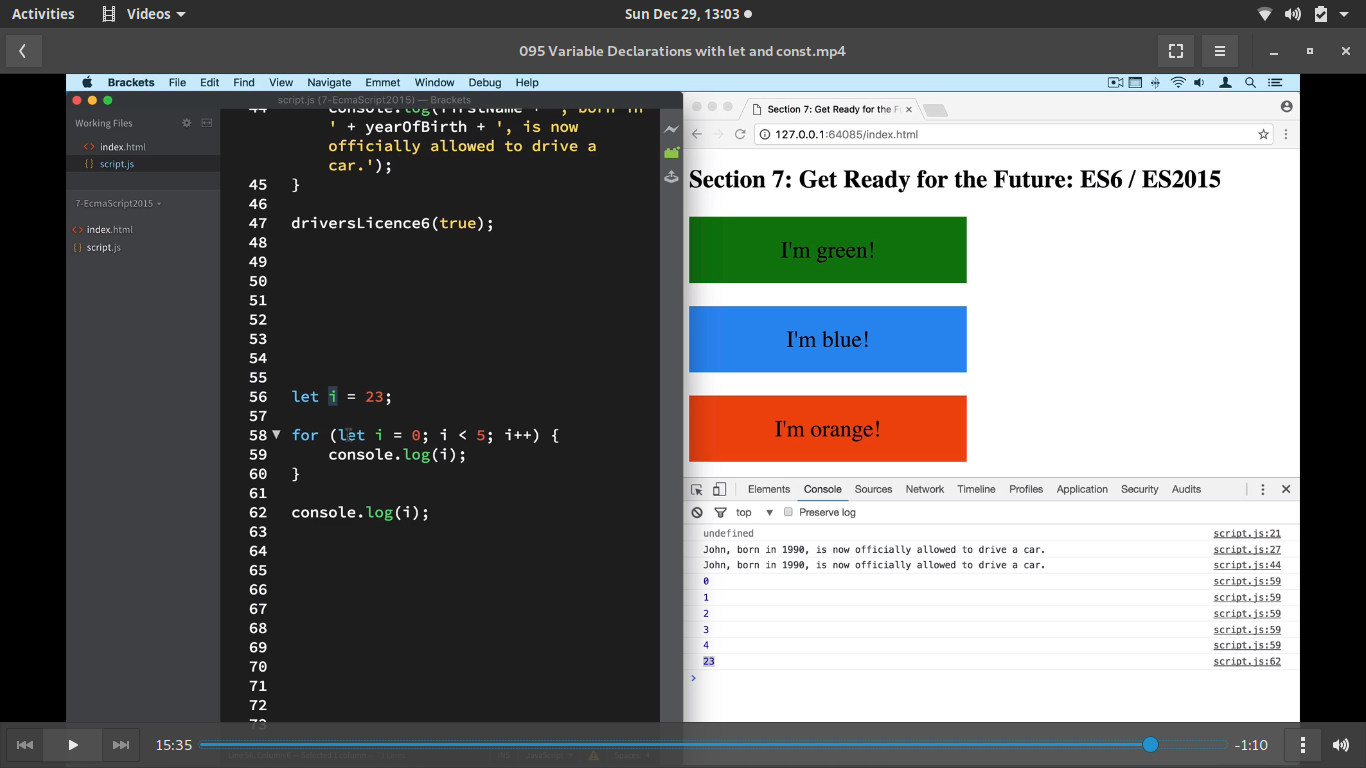 Activities Videos Sun Dec 29, 13:03
095 Variable Declarations with let and const.mp4
Brackets File Edit Find View Navigate Emmet Window Debug Help
script.js (7-EcmaScript2015) — Brackets
Working Files
<> index.html
{} script.js
7-EcmaScript2015
<> index.html
{} script.js
44 console.log(firstName + ', born in
' + yearOfBirth + ', is now
officially allowed to drive a
car.');
45 }
46
47 driversLicence6(true);
48
49
50
51
52
53
54
55
56 let i = 23;
57
58 for (let i = 0; i < 5; i++) {
59 console.log(i);
60 }
61
62 console.log(i);
63
64
65
66
67
68
69
70
71
72
73
Section 7: Get Ready for the F
127.0.0.1:64085/index.html
Section 7: Get Ready for the Future: ES6 / ES2015
I'm green!
I'm blue!
I'm orange!
Elements Console Sources Network Timeline Profiles Application Security Audits
top Preserve log
undefined script.js:21
John, born in 1990, is now officially allowed to drive a car. script.js:27
John, born in 1990, is now officially allowed to drive a car. script.js:44
0 script.js:59
1 script.js:59
2 script.js:59
3 script.js:59
4 script.js:59
23 script.js:62
>
15:35 -1:10